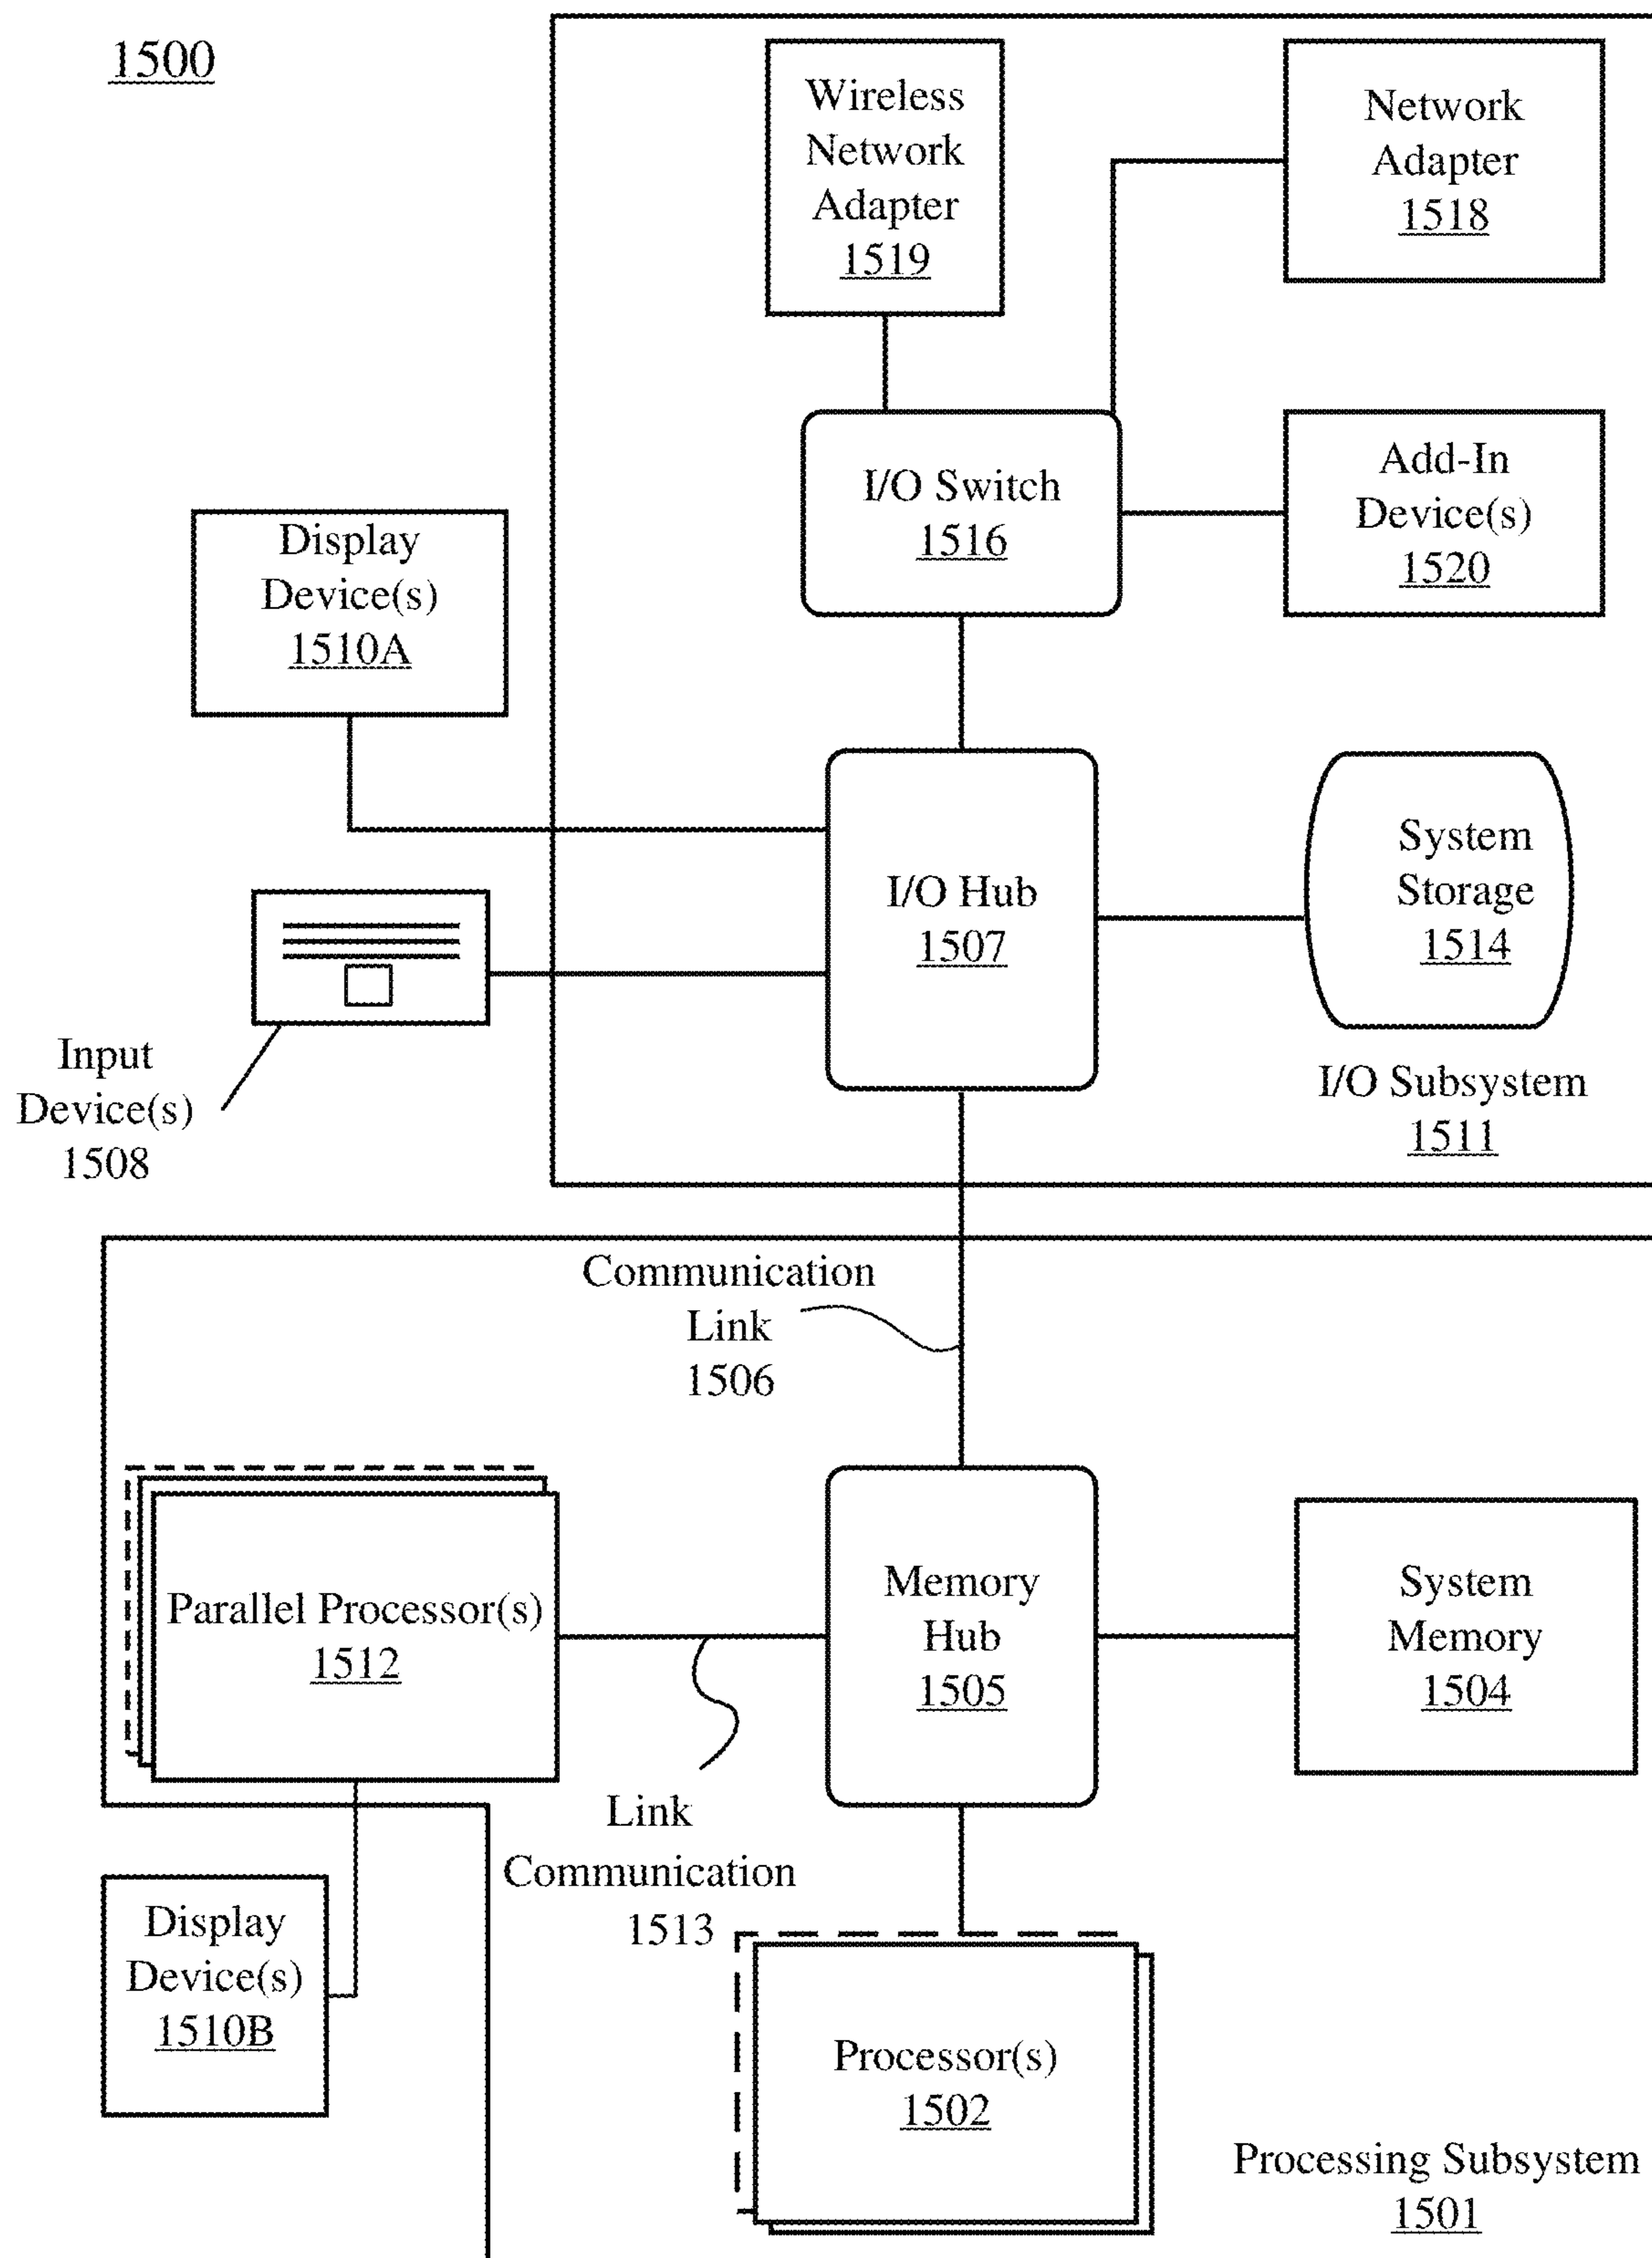 1500
Wireless
Network
Adapter
1519
Network
Adapter
1518
I/O Switch
1516
Add-In
Device(s)
1520
Display
Device(s)
1510A
I/O Hub
1507
System
Storage
1514
Input
Device(s)
1508
I/O Subsystem
1511
Communication
Link
1506
Parallel Processor(s)
1512
Memory
Hub
1505
System
Memory
1504
Link
Communication
1513
Display
Device(s)
1510B
Processor(s)
1502
Processing Subsystem
1501